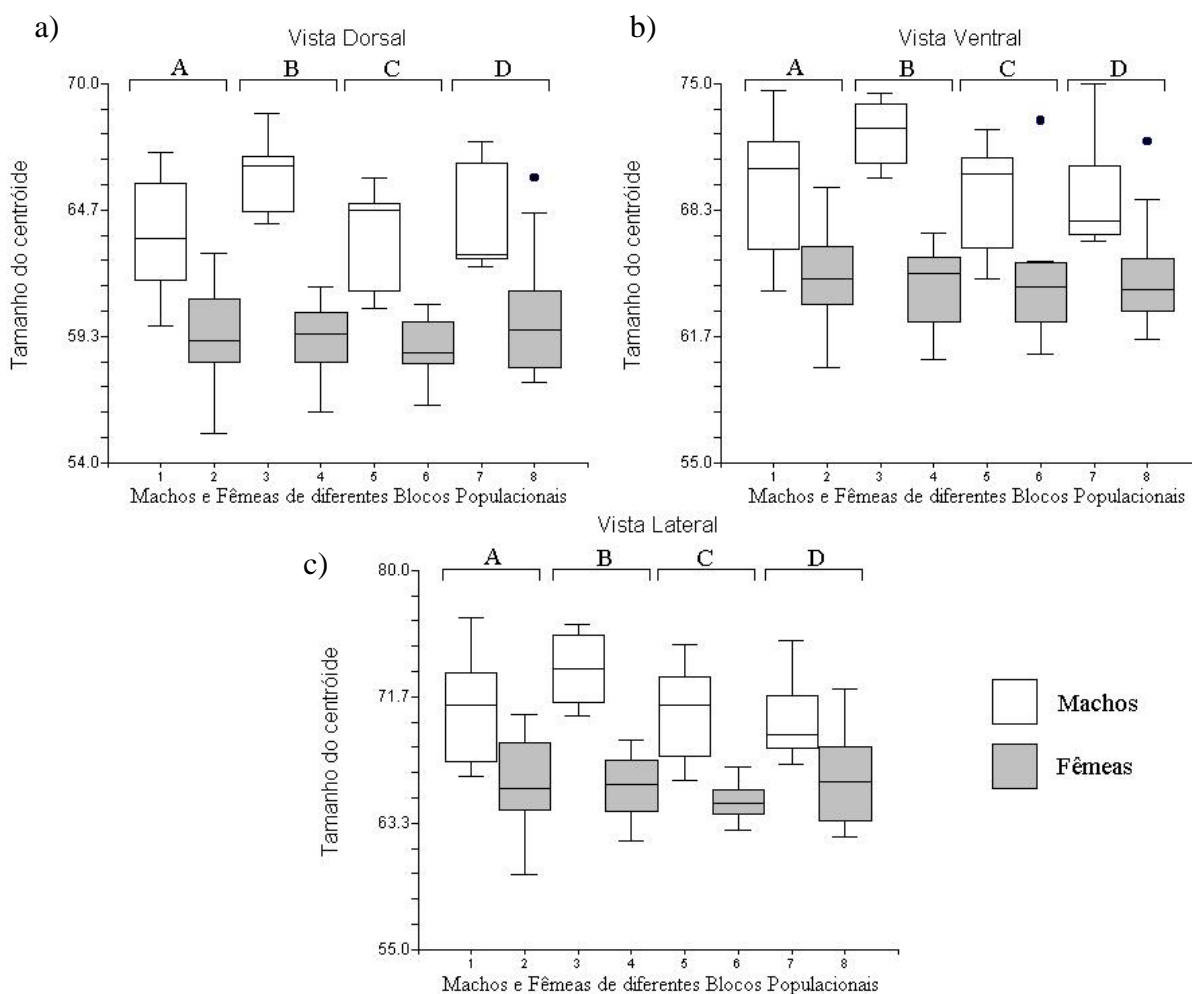 a)
Vista Dorsal
A B C D
70.0
64.7
59.3
54.0
Tamanho do centróide
1 2 3 4 5 6 7 8
Machos e Fêmeas de diferentes Blocos Populacionais
b)
Vista Ventral
A B C D
75.0
68.3
61.7
55.0
Tamanho do centróide
1 2 3 4 5 6 7 8
Machos e Fêmeas de diferentes Blocos Populacionais
c)
Vista Lateral
A B C D
80.0
71.7
63.3
55.0
Tamanho do centróide
1 2 3 4 5 6 7 8
Machos e Fêmeas de diferentes Blocos Populacionais
Machos
Fêmeas